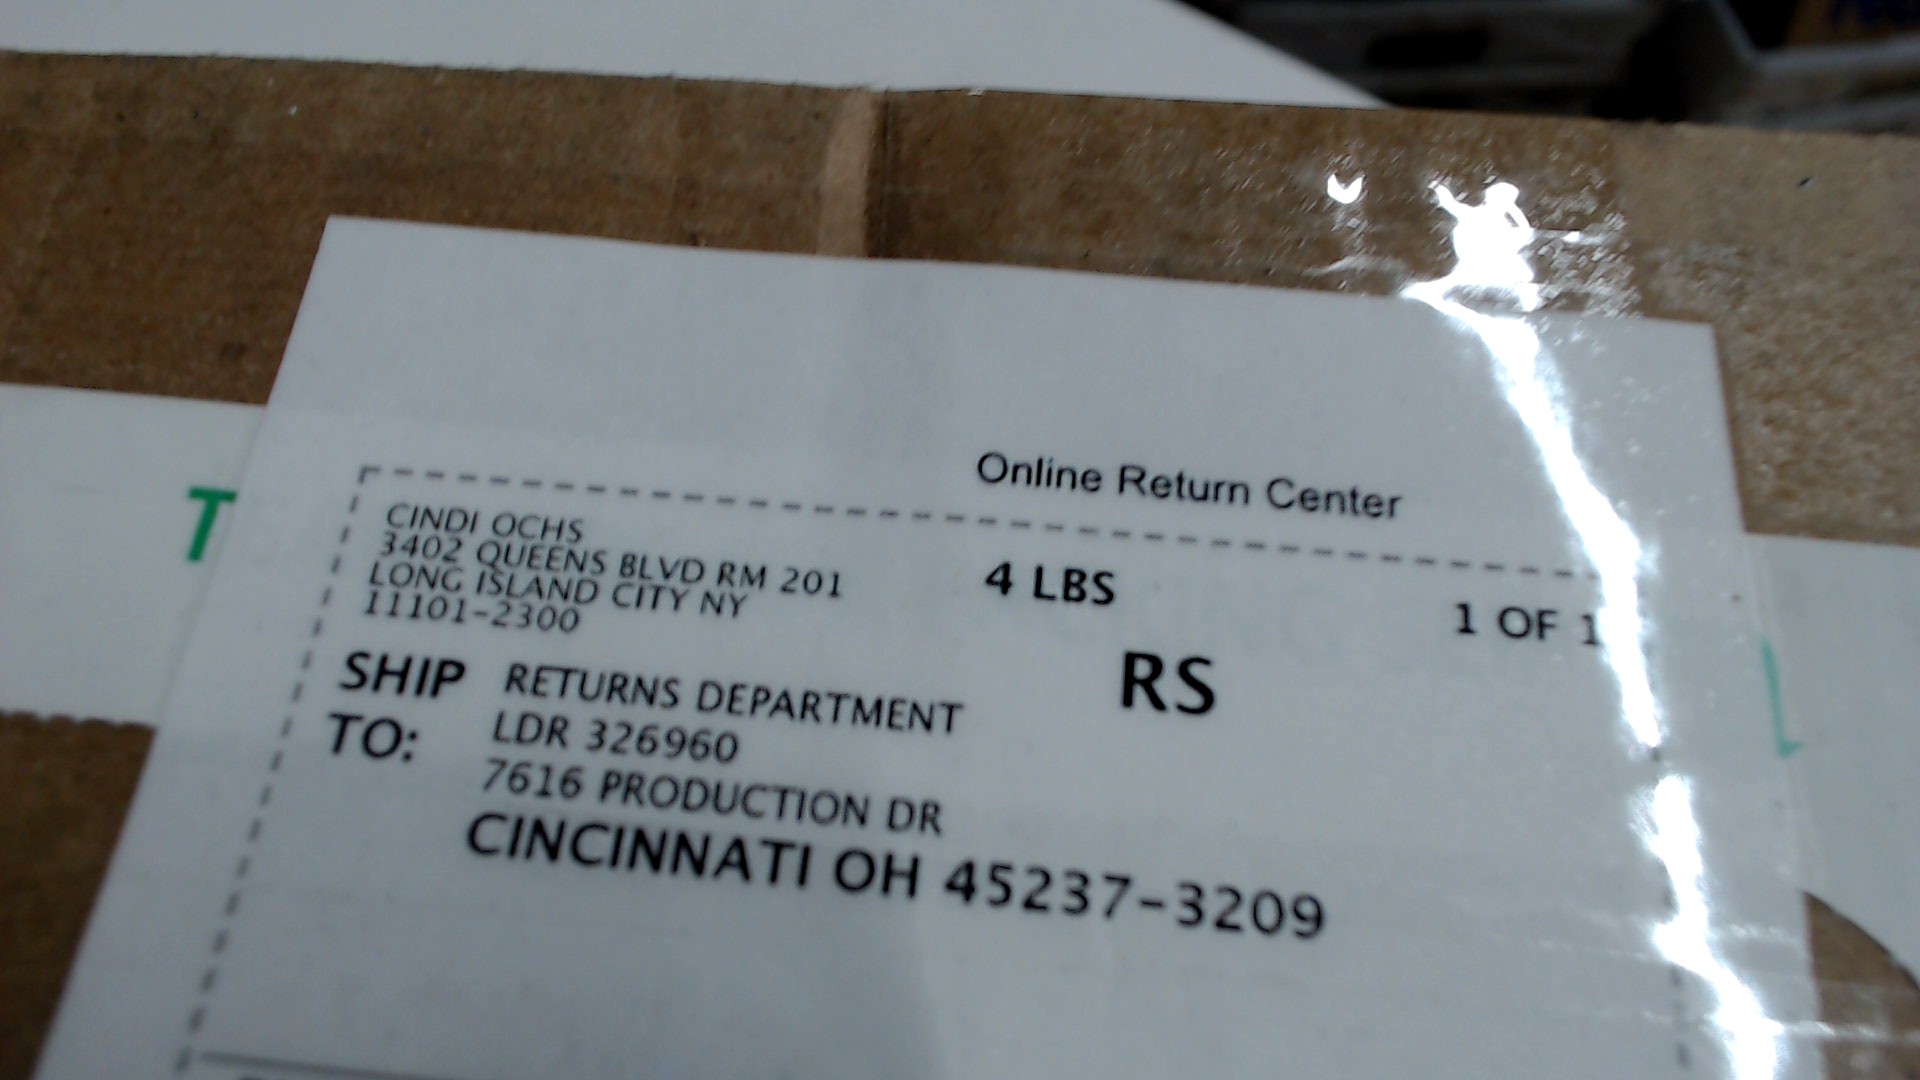 Online Return Center
CINDI OCHS
3402 QUEENS BLVD RM 201
LONG ISLAND CITY NY
11101-2300
4 LBS
1 OF 1
RS
SHIP TO:
RETURNS DEPARTMENT
LDR 326960
7616 PRODUCTION DR
CINCINNATI OH 45237-3209
T